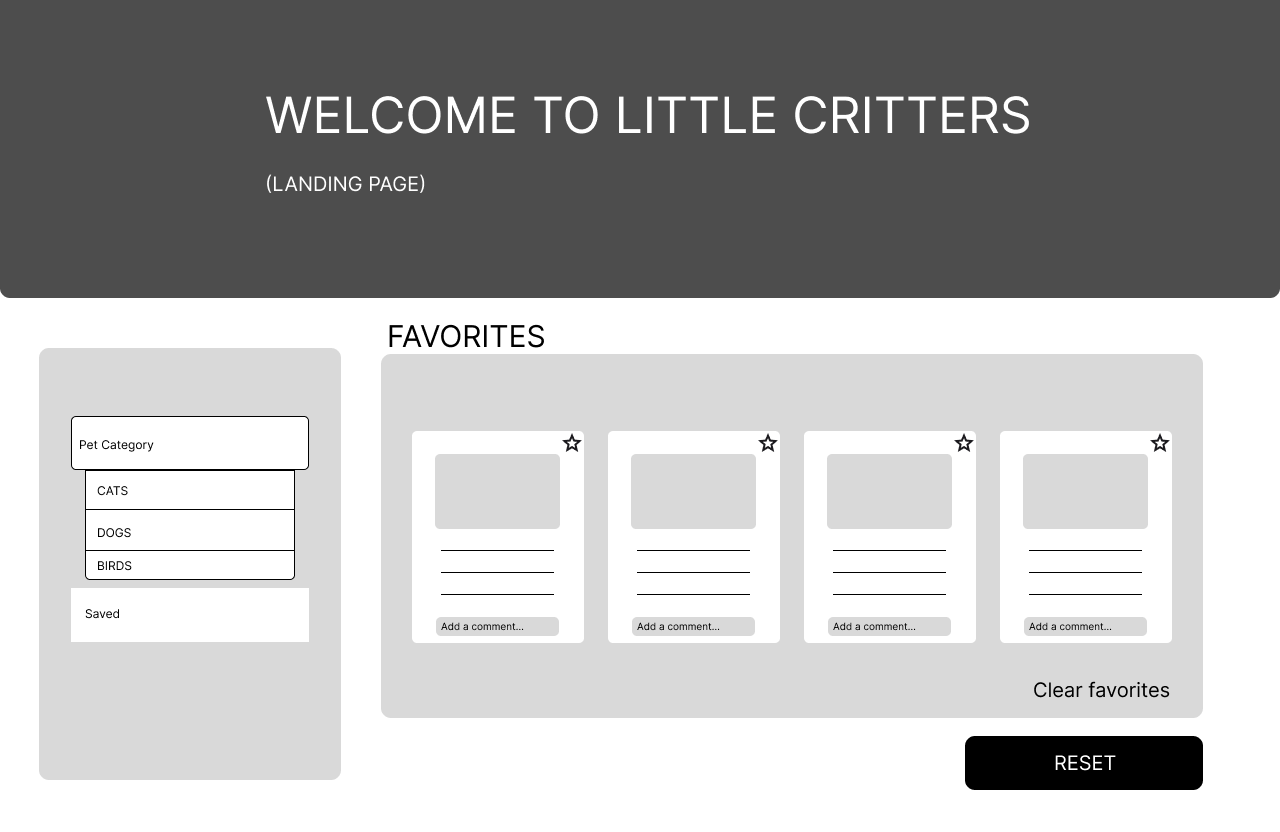 WELCOME TO LITTLE CRITTERS
(LANDING PAGE)
FAVORITES
Pet Category
CATS
DOGS
BIRDS
Saved
Add a comment...
Add a comment...
Add a comment...
Add a comment...
Clear favorites
RESET